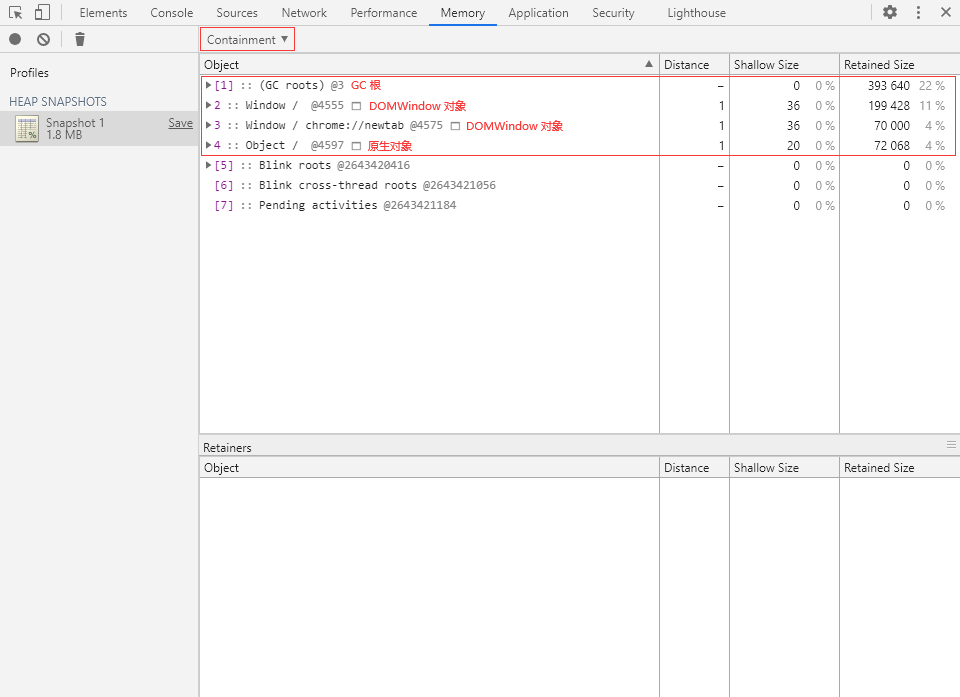 Elements Console Sources Network Performance Memory Application Security Lighthouse
Containment ▼
Profiles
HEAP SNAPSHOTS
Snapshot 1 Save
1.8 MB
Object ▲ Distance Shallow Size Retained Size
[1] :: (GC roots) @3 GC 根 – 0 0 % 393 640 22 %
2 :: Window / @4555 DOMWindow 对象 1 36 0 % 199 428 11 %
3 :: Window / chrome://newtab @4575 DOMWindow 对象 1 36 0 % 70 000 4 %
4 :: Object / @4597 原生对象 1 20 0 % 72 068 4 %
[5] :: Blink roots @2643420416 – 0 0 % 0 0 %
[6] :: Blink cross-thread roots @2643421056 – 0 0 % 0 0 %
[7] :: Pending activities @2643421184 – 0 0 % 0 0 %
Retainers
Object Distance Shallow Size Retained Size